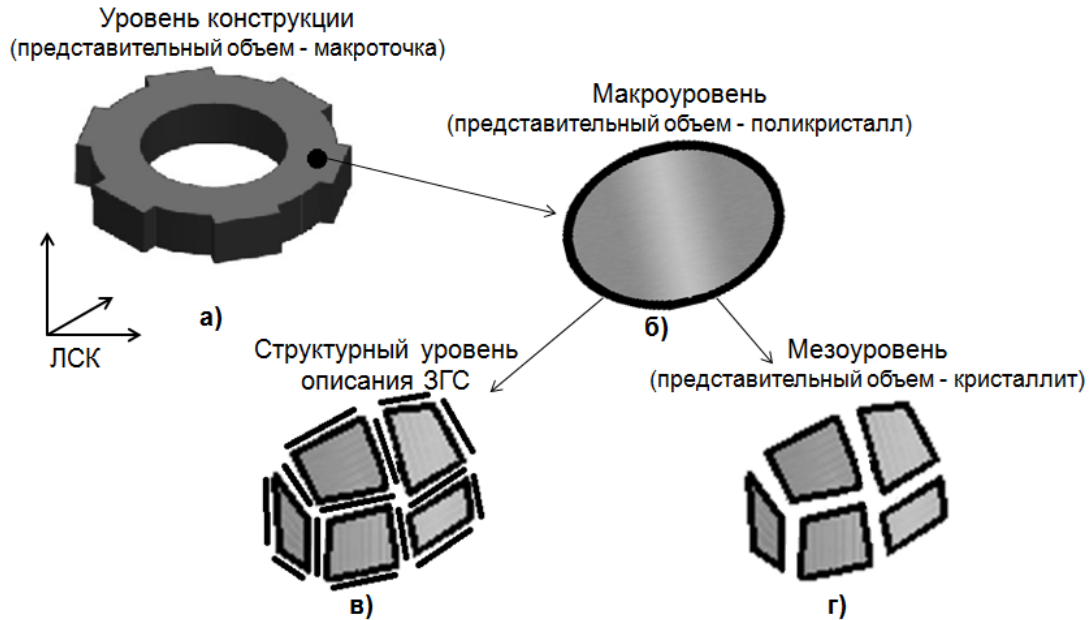 Уровень конструкции
(представительный объем - макроточка)
Макроуровень
(представительный объем - поликристалл)
ЛСК
а)
б)
Структурный уровень
описания ЗГС
Мезоуровень
(представительный объем - кристаллит)
в)
г)